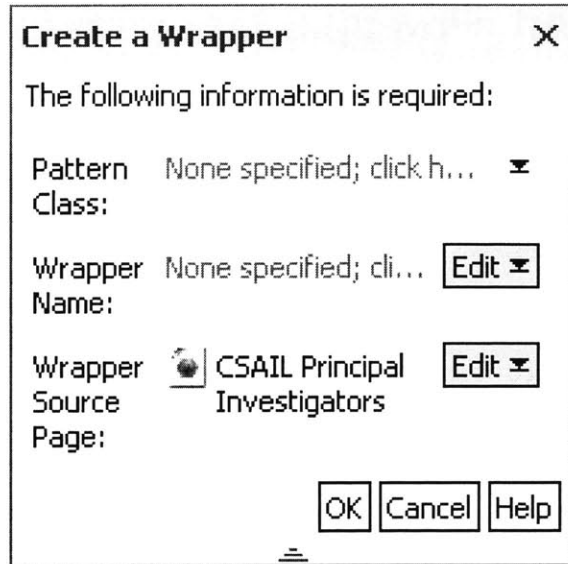 Create a Wrapper
The following information is required:
Pattern Class: None specified; click h...
Wrapper Name: None specified; cli... Edit
Wrapper Source Page: CSAIL Principal Investigators Edit
OK Cancel Help